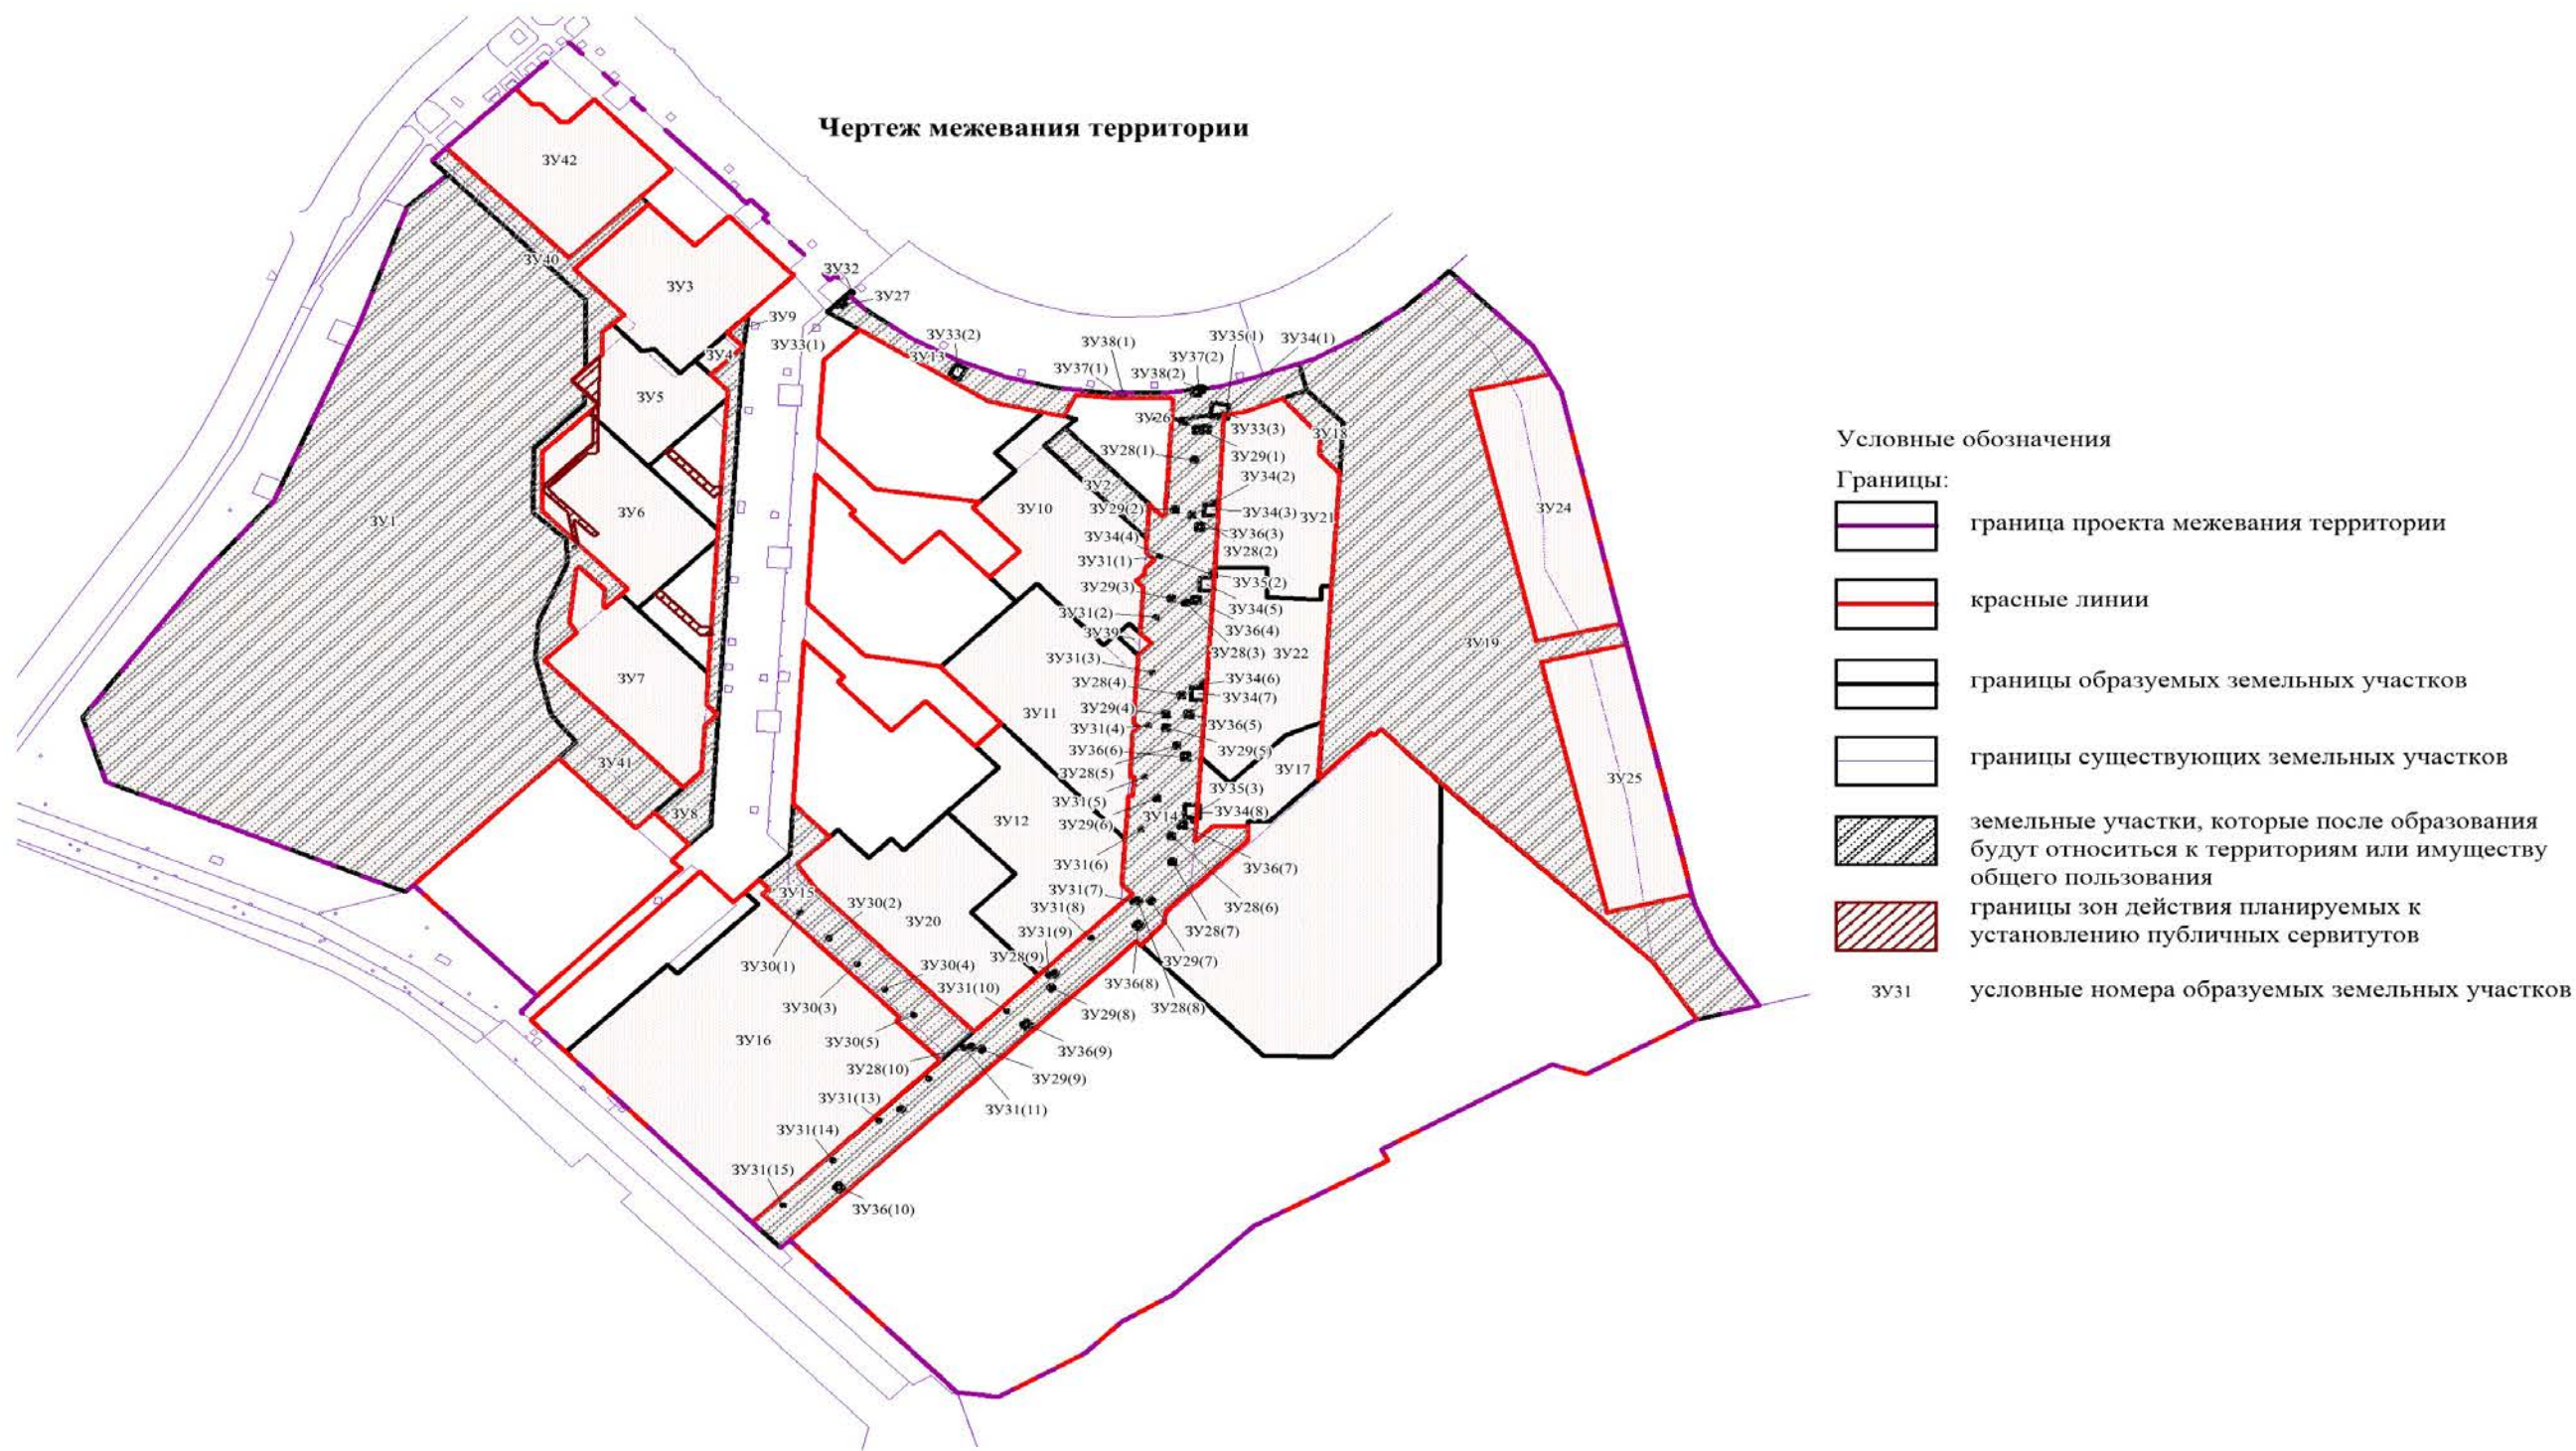 Чертеж межевания территории
ЗУ42
ЗУ40
ЗУ3
ЗУ32
ЗУ27
ЗУ9
ЗУ33(1)
ЗУ33(2)
ЗУ13
ЗУ4
ЗУ38(1)
ЗУ35(1)
ЗУ34(1)
ЗУ37(1)
ЗУ37(2)
ЗУ38(2)
ЗУ5
ЗУ26
ЗУ33(3)
ЗУ18
ЗУ28(1)
ЗУ29(1)
ЗУ34(2)
ЗУ2
ЗУ1
ЗУ6
ЗУ10
ЗУ29(2)
ЗУ34(3)
ЗУ21
ЗУ24
ЗУ34(4)
ЗУ36(3)
ЗУ28(2)
ЗУ31(1)
ЗУ29(3)
ЗУ35(2)
ЗУ31(2)
ЗУ34(5)
ЗУ39
ЗУ36(4)
ЗУ19
ЗУ31(3)
ЗУ28(3)
ЗУ22
ЗУ7
ЗУ28(4)
ЗУ34(6)
ЗУ34(7)
ЗУ11
ЗУ29(4)
ЗУ31(4)
ЗУ36(5)
ЗУ36(6)
ЗУ29(5)
ЗУ41
ЗУ28(5)
ЗУ17
ЗУ25
ЗУ35(3)
ЗУ31(5)
ЗУ34(8)
ЗУ8
ЗУ12
ЗУ29(6)
ЗУ14
ЗУ31(6)
ЗУ36(7)
ЗУ15
ЗУ30(2)
ЗУ20
ЗУ31(7)
ЗУ31(8)
ЗУ28(6)
ЗУ31(9)
ЗУ28(7)
ЗУ28(9)
ЗУ29(7)
ЗУ30(1)
ЗУ30(4)
ЗУ31(10)
ЗУ36(8)
ЗУ30(3)
ЗУ28(8)
ЗУ29(8)
ЗУ16
ЗУ30(5)
ЗУ36(9)
ЗУ28(10)
ЗУ29(9)
ЗУ31(13)
ЗУ31(11)
ЗУ31(14)
ЗУ31(15)
ЗУ36(10)
Условные обозначения
Границы:
граница проекта межевания территории
красные линии
границы образуемых земельных участков
границы существующих земельных участков
земельные участки, которые после образования
будут относиться к территориям или имуществу
общего пользования
границы зон действия планируемых к
установлению публичных сервитутов
ЗУ31 условные номера образуемых земельных участков